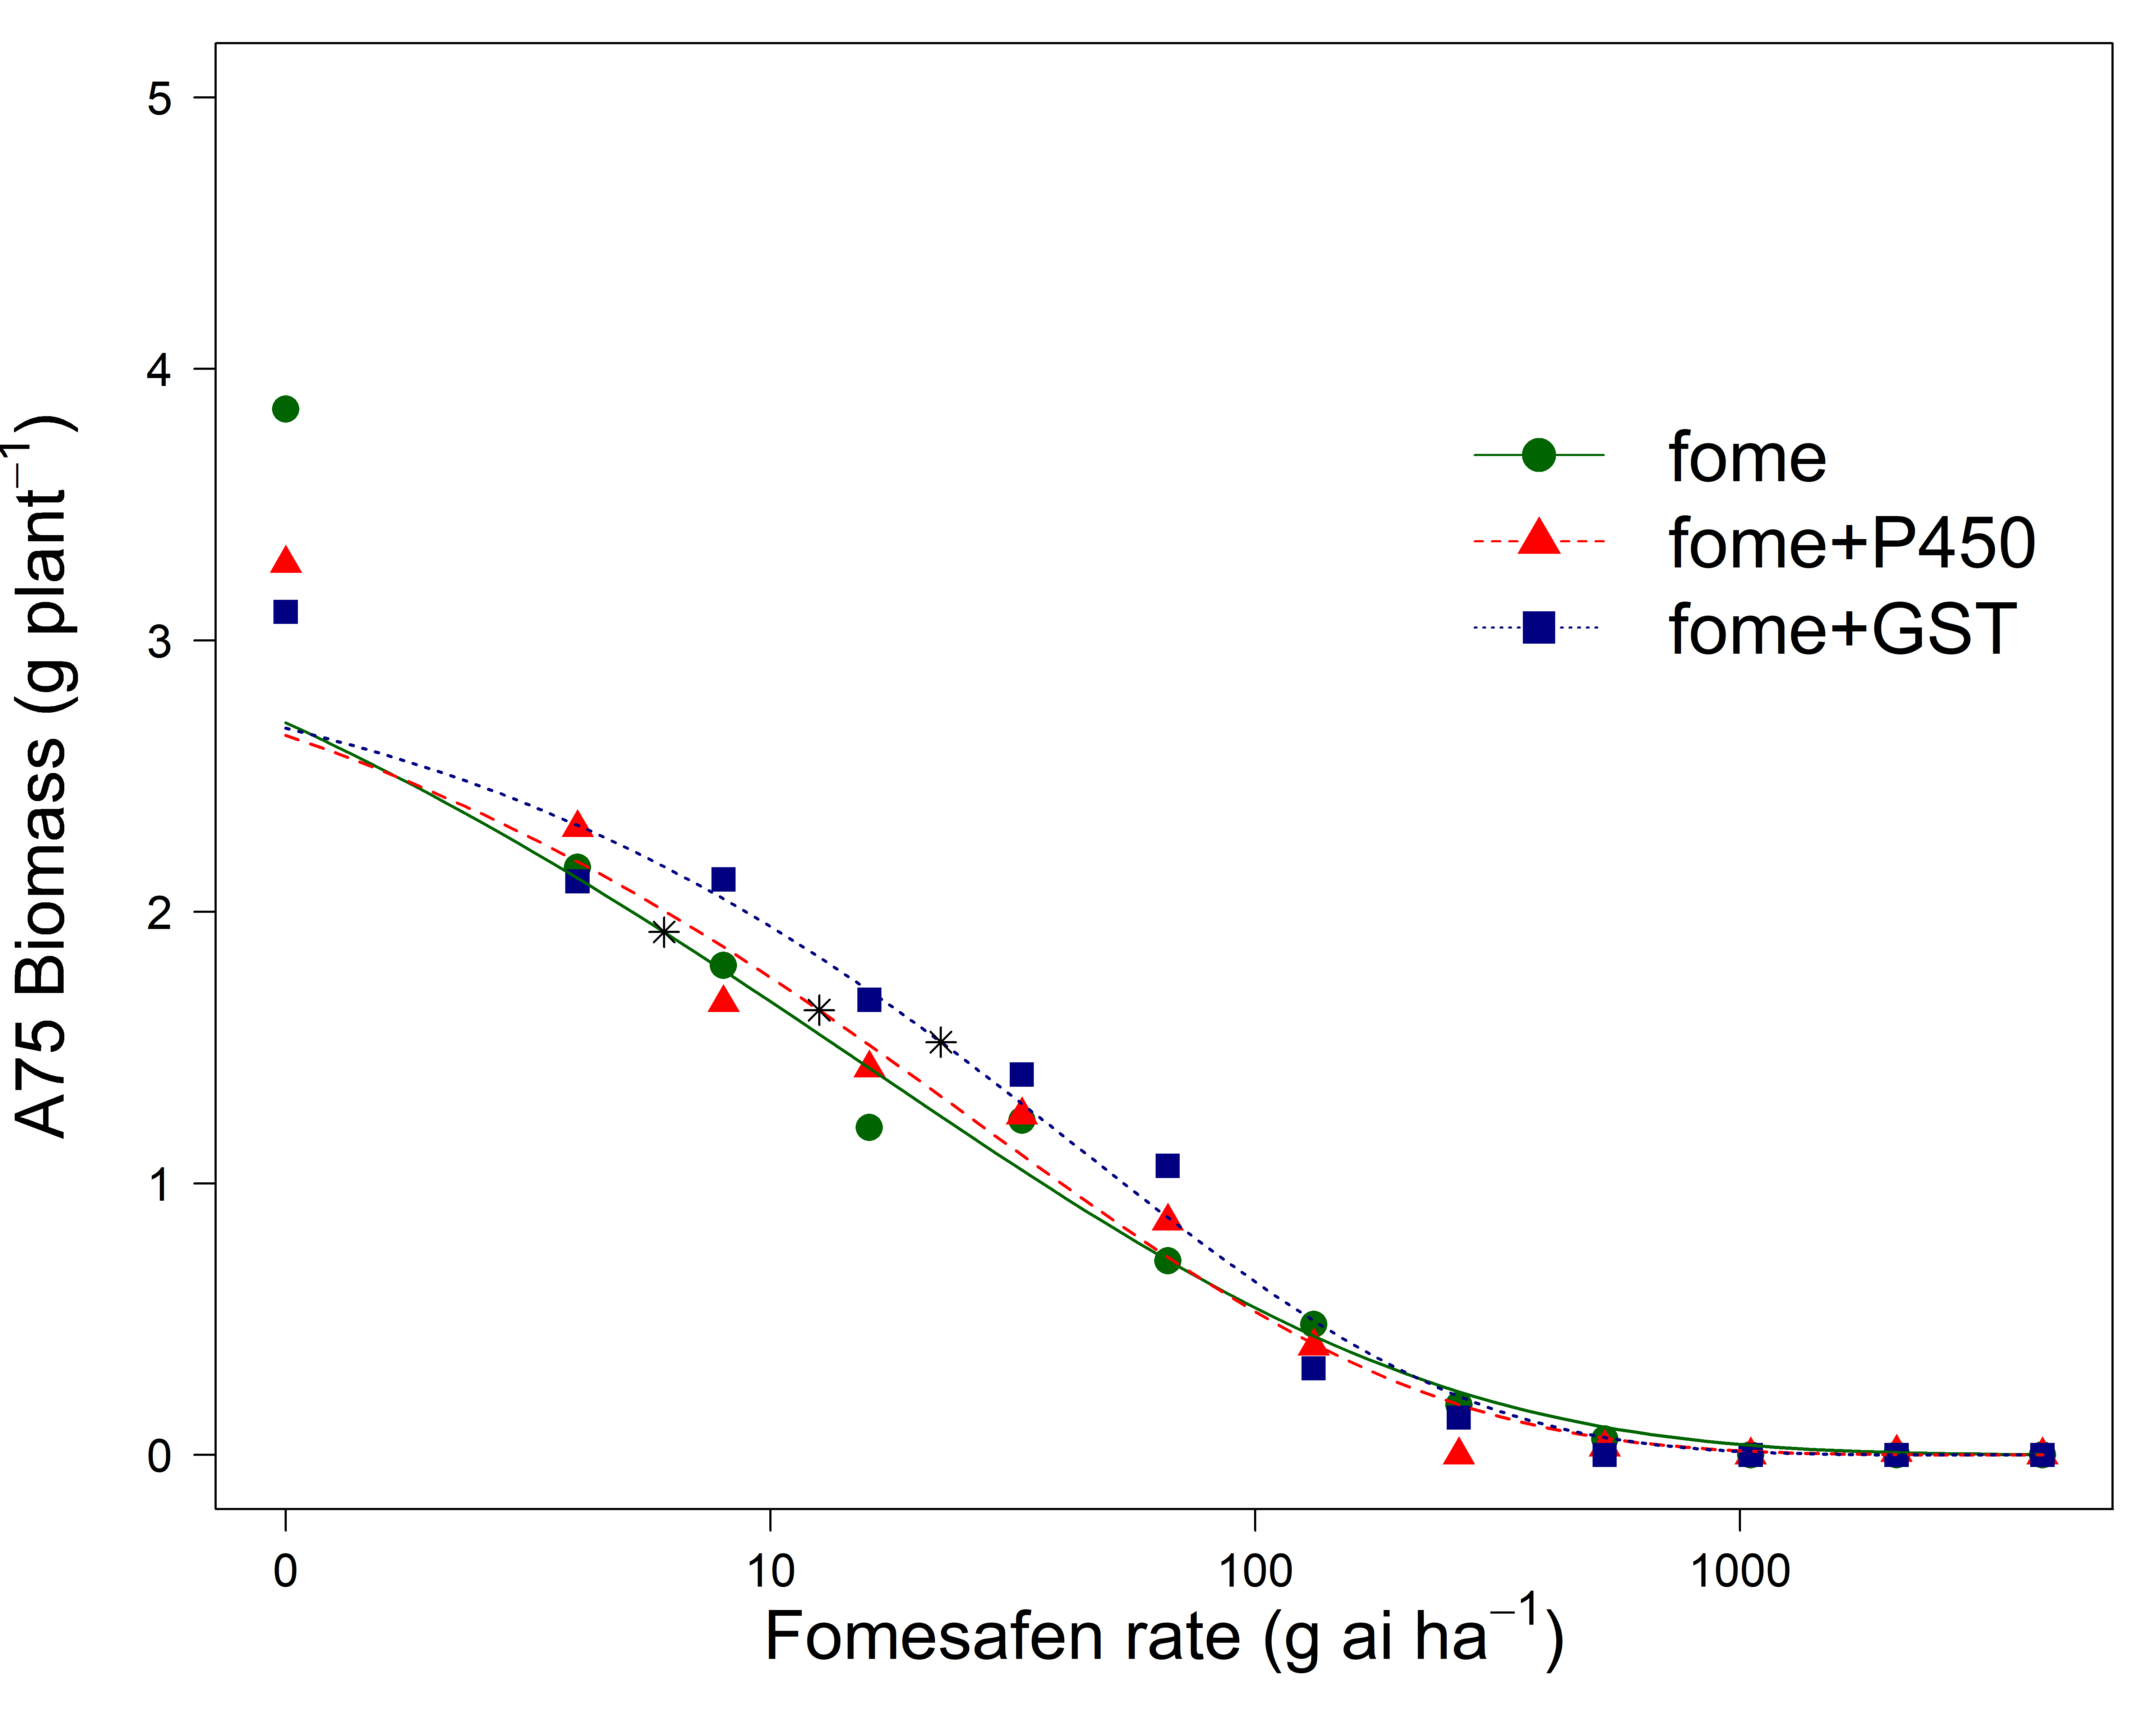 5
4
3
2
1
0
A75 Biomass (g plant⁻¹)
fome
fome+P450
fome+GST
0 10 100 1000
Fomesafen rate (g ai ha⁻¹)